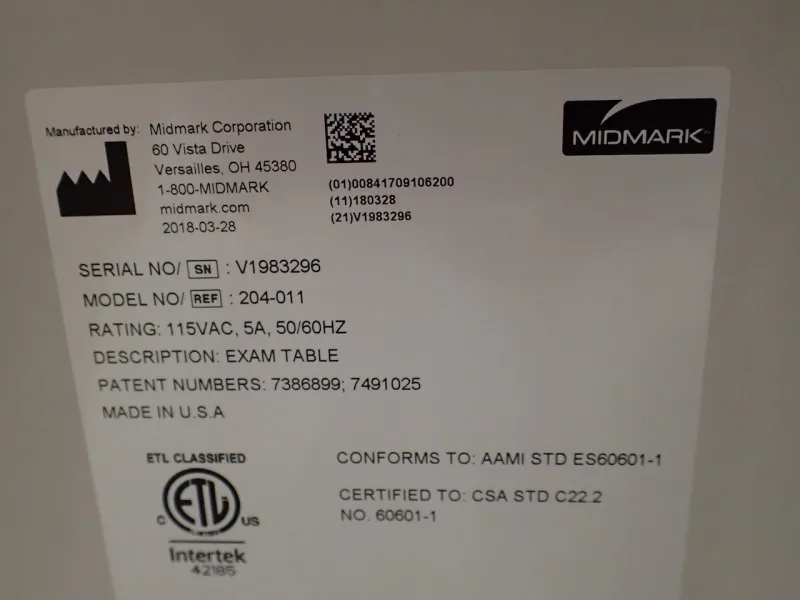 Manufactured by: Midmark Corporation
60 Vista Drive
Versailles, OH 45380
1-800-MIDMARK
midmark.com
2018-03-28
(01)00841709106200
(11)180328
(21)V1983296
MIDMARK
SERIAL NO/ SN : V1983296
MODEL NO/ REF : 204-011
RATING: 115VAC, 5A, 50/60HZ
DESCRIPTION: EXAM TABLE
PATENT NUMBERS: 7386899; 7491025
MADE IN U.S.A
ETL CLASSIFIED
C ETL US
Intertek
42185
CONFORMS TO: AAMI STD ES60601-1
CERTIFIED TO: CSA STD C22.2
NO. 60601-1